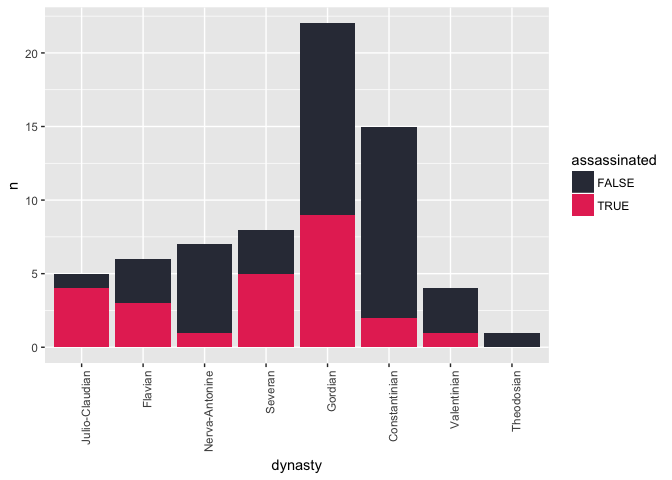 20
15
10
5
0
n
Julio-Claudian
Flavian
Nerva-Antonine
Severan
Gordian
Constantinian
Valentinian
Theodosian
dynasty
assassinated
FALSE
TRUE